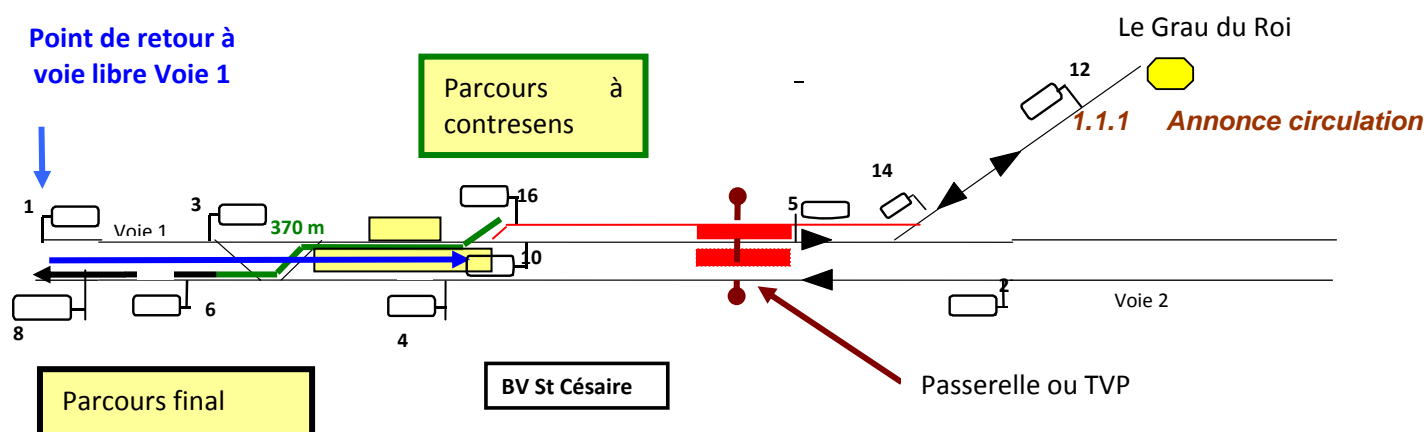 Le Grau du Roi
Point de retour à
voie libre Voie 1
Parcours à
contresens
12
1.1.1 Annonce circulation
1
3
16
5
14
Voie 1
370 m
10
2
6
8
4
Voie 2
BV St Césaire
Passerelle ou TVP
Parcours final